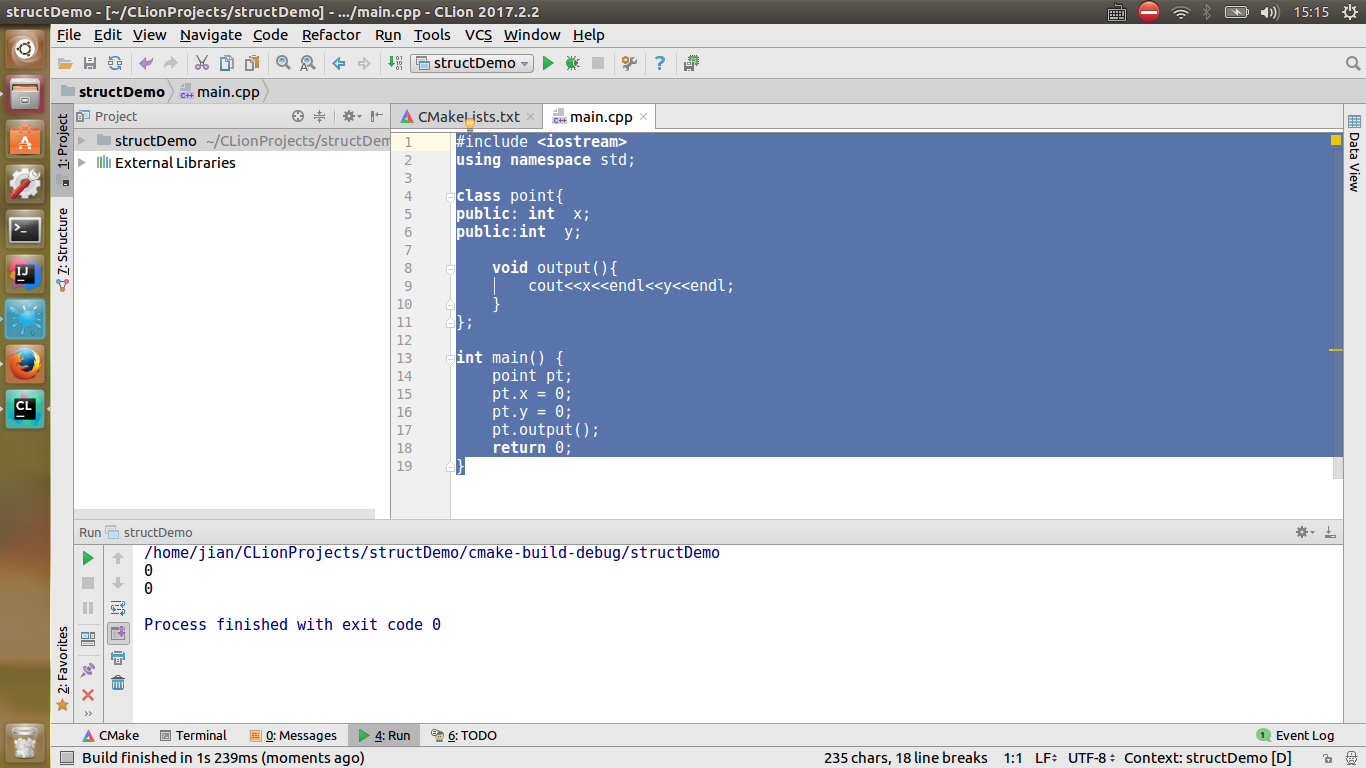 structDemo - [~/CLionProjects/structDemo] - .../main.cpp - CLion 2017.2.2
15:15
File Edit View Navigate Code Refactor Run Tools VCS Window Help
structDemo
structDemo main.cpp
1: Project
Project
CMakeLists.txt
main.cpp
structDemo ~/CLionProjects/structDem
External Libraries
7: Structure
Data View
1 #include <iostream>
2 using namespace std;
3
4 class point{
5 public: int  x;
6 public:int  y;
7
8     void output(){
9         cout<<x<<endl<<y<<endl;
10     }
11 };
12
13 int main() {
14     point pt;
15     pt.x = 0;
16     pt.y = 0;
17     pt.output();
18     return 0;
19 }
Run structDemo
/home/jian/CLionProjects/structDemo/cmake-build-debug/structDemo
0
0
Process finished with exit code 0
2: Favorites
CMake Terminal 0: Messages 4: Run 6: TODO 1 Event Log
Build finished in 1s 239ms (moments ago) 235 chars, 18 line breaks 1:1 LF UTF-8 Context: structDemo [D]
IJ
CL